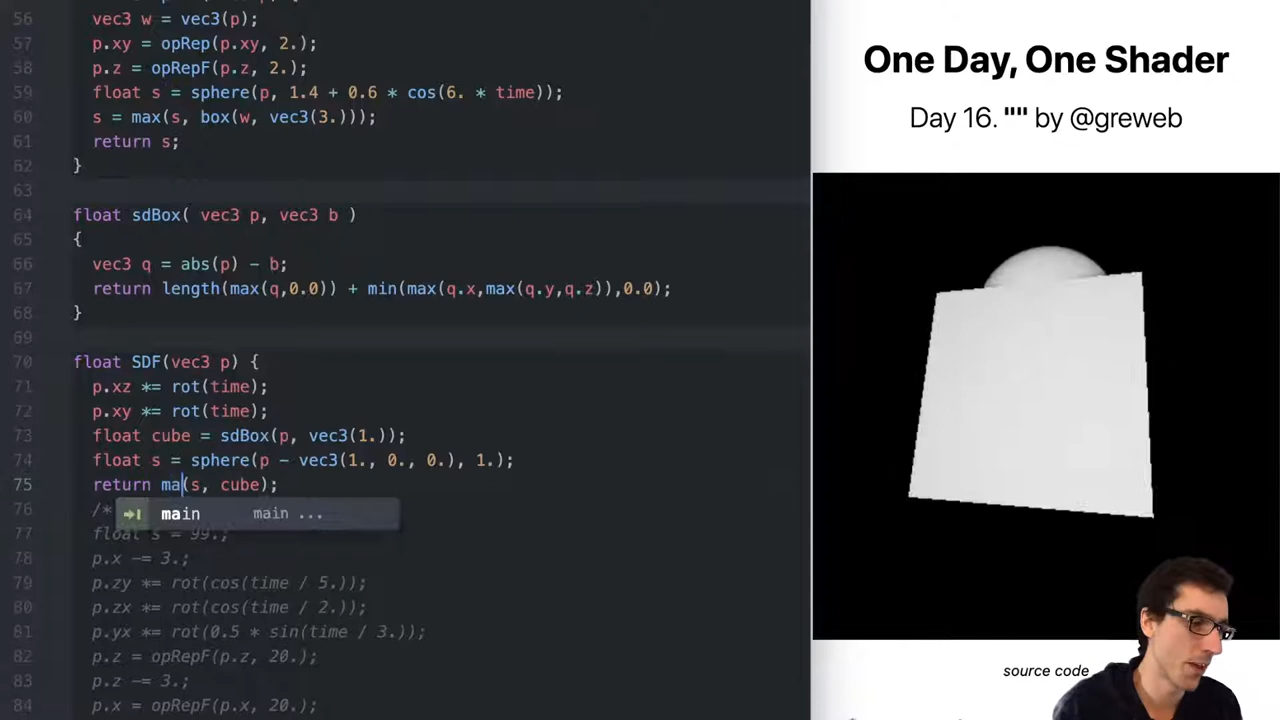 56 vec3 w = vec3(p);
57 p.xy = opRep(p.xy, 2.);
58 p.z = opRepF(p.z, 2.);
59 float s = sphere(p, 1.4 + 0.6 * cos(6. * time));
60 s = max(s, box(w, vec3(3.)));
61 return s;
62 }
63
64 float sdBox( vec3 p, vec3 b )
65 {
66 vec3 q = abs(p) - b;
67 return length(max(q,0.0)) + min(max(q.x,max(q.y,q.z)),0.0);
68 }
69
70 float SDF(vec3 p) {
71 p.xz *= rot(time);
72 p.xy *= rot(time);
73 float cube = sdBox(p, vec3(1.));
74 float s = sphere(p - vec3(1., 0., 0.), 1.);
75 return ma(s, cube);
76 /*
main main ...
77 float s = 99.;
78 p.x -= 3.;
79 p.zy *= rot(cos(time / 5.));
80 p.zx *= rot(cos(time / 2.));
81 p.yx *= rot(0.5 * sin(time / 3.));
82 p.z = opRepF(p.z, 20.);
83 p.z -= 3.;
84 p.x = opRepF(p.x, 20.);
One Day, One Shader
Day 16. "" by @greweb
source code